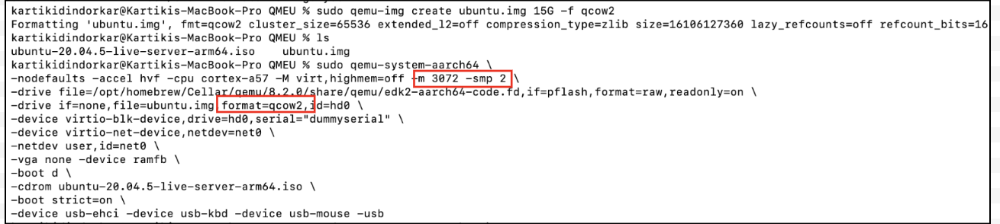 kartikidindorkar@Kartikis-MacBook-Pro QMEU % sudo qemu-img create ubuntu.img 15G -f qcow2
Formatting 'ubuntu.img', fmt=qcow2 cluster_size=65536 extended_l2=off compression_type=zlib size=16106127360 lazy_refcounts=off refcount_bits=16
kartikidindorkar@Kartikis-MacBook-Pro QMEU % ls
ubuntu-20.04.5-live-server-arm64.iso    ubuntu.img
kartikidindorkar@Kartikis-MacBook-Pro QMEU % sudo qemu-system-aarch64 \
-nodefaults -accel hvf -cpu cortex-a57 -M virt,highmem=off -m 3072 -smp 2 \
-drive file=/opt/homebrew/Cellar/qemu/8.2.0/share/qemu/edk2-aarch64-code.fd,if=pflash,format=raw,readonly=on \
-drive if=none,file=ubuntu.img,format=qcow2,id=hd0 \
-device virtio-blk-device,drive=hd0,serial="dummyserial" \
-device virtio-net-device,netdev=net0 \
-netdev user,id=net0 \
-vga none -device ramfb \
-boot d \
-cdrom ubuntu-20.04.5-live-server-arm64.iso \
-boot strict=on \
-device usb-ehci -device usb-kbd -device usb-mouse -usb